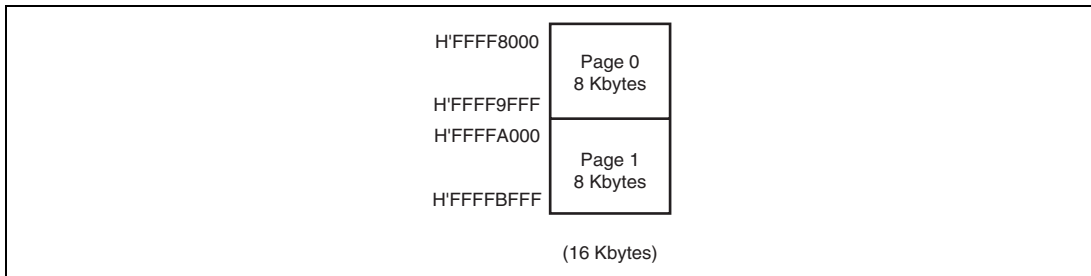 H'FFFF8000
Page 0
8 Kbytes
H'FFFF9FFF
H'FFFFA000
Page 1
8 Kbytes
H'FFFFBFFF
(16 Kbytes)